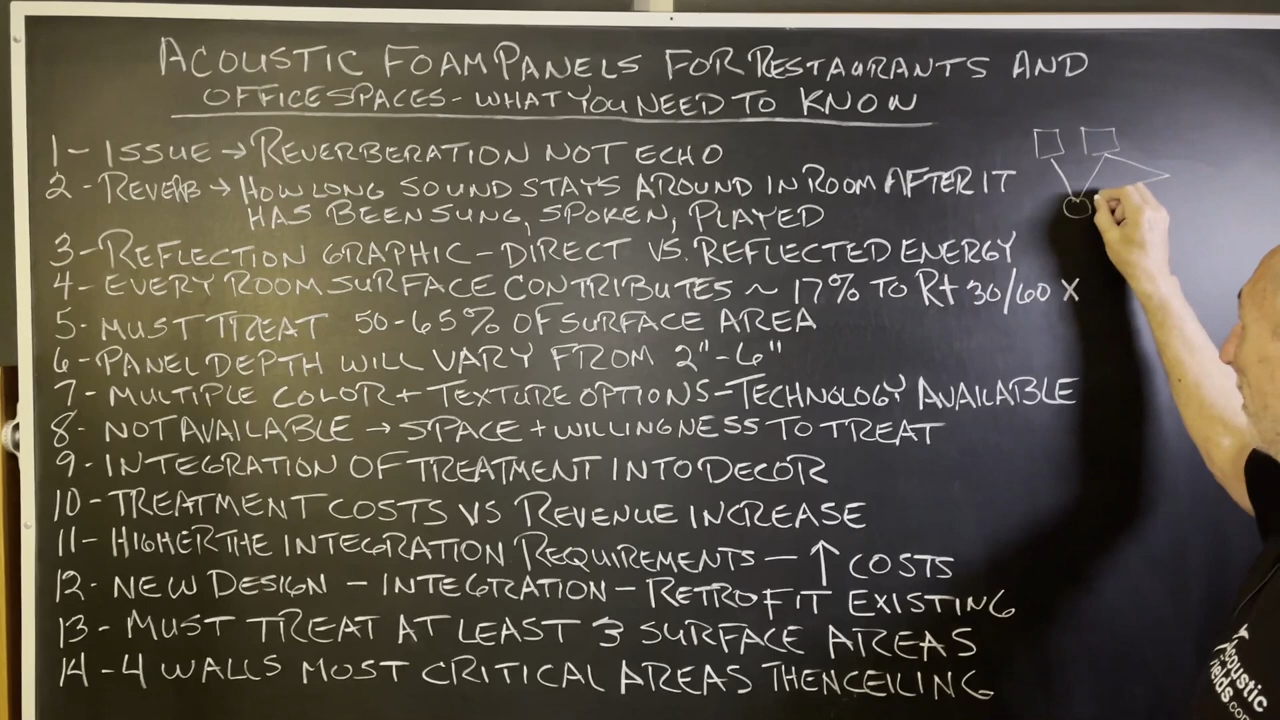 ACOUSTIC FOAM PANELS FOR RESTAURANTS AND
OFFICE SPACES - WHAT YOU NEED TO KNOW
1 - ISSUE → REVERBERATION NOT ECHO
2 - REVERB → HOW LONG SOUND STAYS AROUND IN ROOM AFTER IT
HAS BEEN SUNG, SPOKEN, PLAYED
3 - REFLECTION GRAPHIC - DIRECT VS. REFLECTED ENERGY
4 - EVERY ROOM SURFACE CONTRIBUTES ~ 17% TO Rt 30/60 X
5 - MUST TREAT 50-65% OF SURFACE AREA
6 - PANEL DEPTH WILL VARY FROM 2" - 6"
7 - MULTIPLE COLOR + TEXTURE OPTIONS - TECHNOLOGY AVAILABLE
8 - NOT AVAILABLE → SPACE + WILLINGNESS TO TREAT
9 - INTEGRATION OF TREATMENT INTO DECOR
10 - TREATMENT COSTS VS REVENUE INCREASE
11 - HIGHER THE INTEGRATION REQUIREMENTS - ↑ COSTS
12 - NEW DESIGN - INTEGRATION - RETROFIT EXISTING
13 - MUST TREAT AT LEAST 3 SURFACE AREAS
14 - 4 WALLS MOST CRITICAL AREAS THEN CEILING
Acoustic
Fields.com